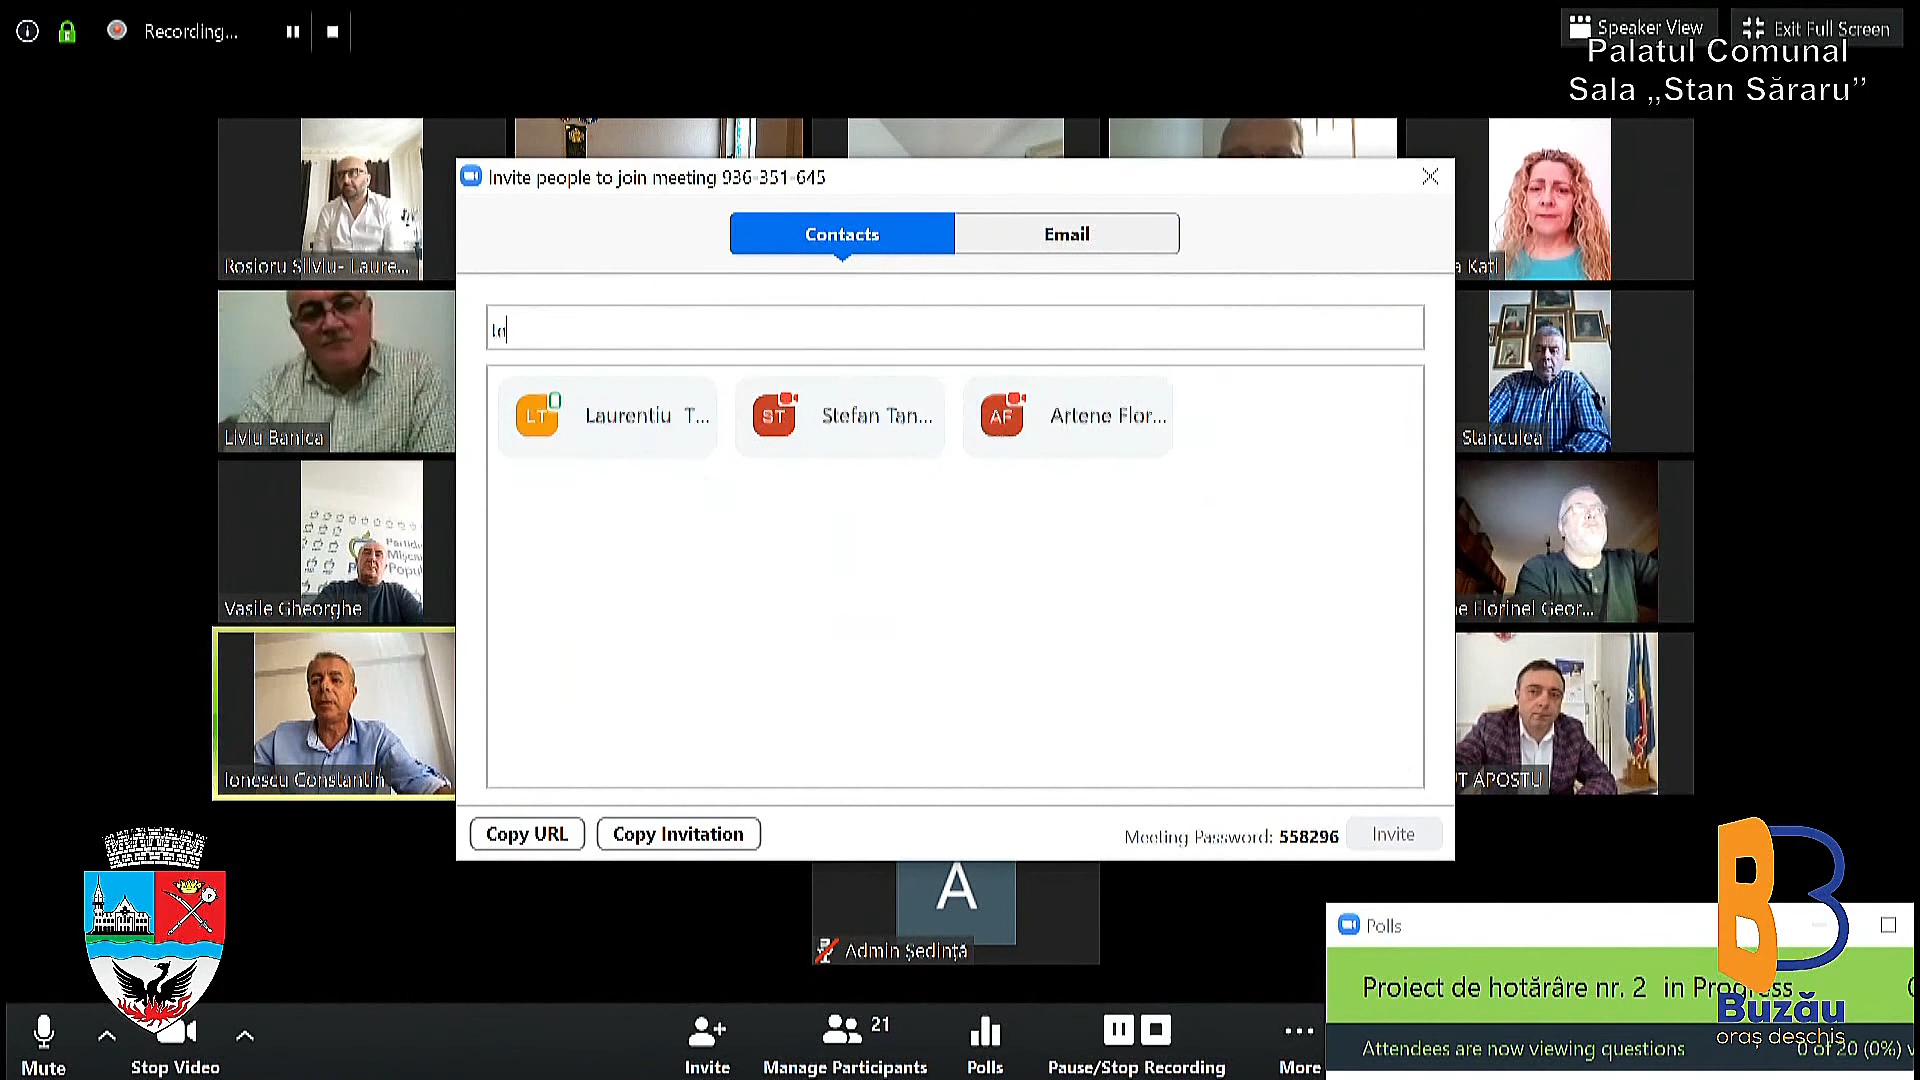 Recording...
Speaker View
Exit Full Screen
Palatul Comunal
Sala „Stan Săraru”
Invite people to join meeting 936-351-645
Contacts
Email
Rosioru Silviu- Laure...
a Kati
Liviu Banica
LT
Laurentiu T...
ST
Stefan Tan...
AF
Artene Flor...
Stanculea
Vasile Gheorghe
e Florinel Geor...
Ionescu Constantin
T APOSTU
Copy URL
Copy Invitation
Meeting Password: 558296
Invite
A
Admin Ședință
Polls
Proiect de hotărâre nr. 2 in Progress
Buzău
oraș deschis
Attendees are now viewing questions
0 of 20 (0%) v
Mute
Stop Video
Invite
21
Manage Participants
Polls
Pause/Stop Recording
More